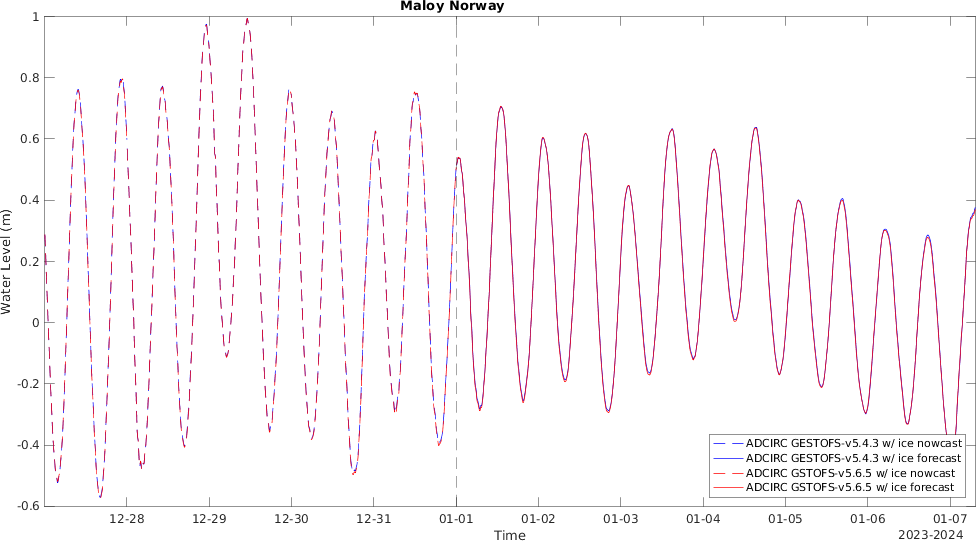 Maloy Norway
1
0.8
0.6
0.4
0.2
0
-0.2
-0.4
-0.6
Water Level (m)
ADCIRC GESTOFS-v5.4.3 w/ ice nowcast
ADCIRC GESTOFS-v5.4.3 w/ ice forecast
ADCIRC GSTOFS-v5.6.5 w/ ice nowcast
ADCIRC GSTOFS-v5.6.5 w/ ice forecast
12-28 12-29 12-30 12-31 01-01 01-02 01-03 01-04 01-05 01-06 01-07
Time
2023-2024